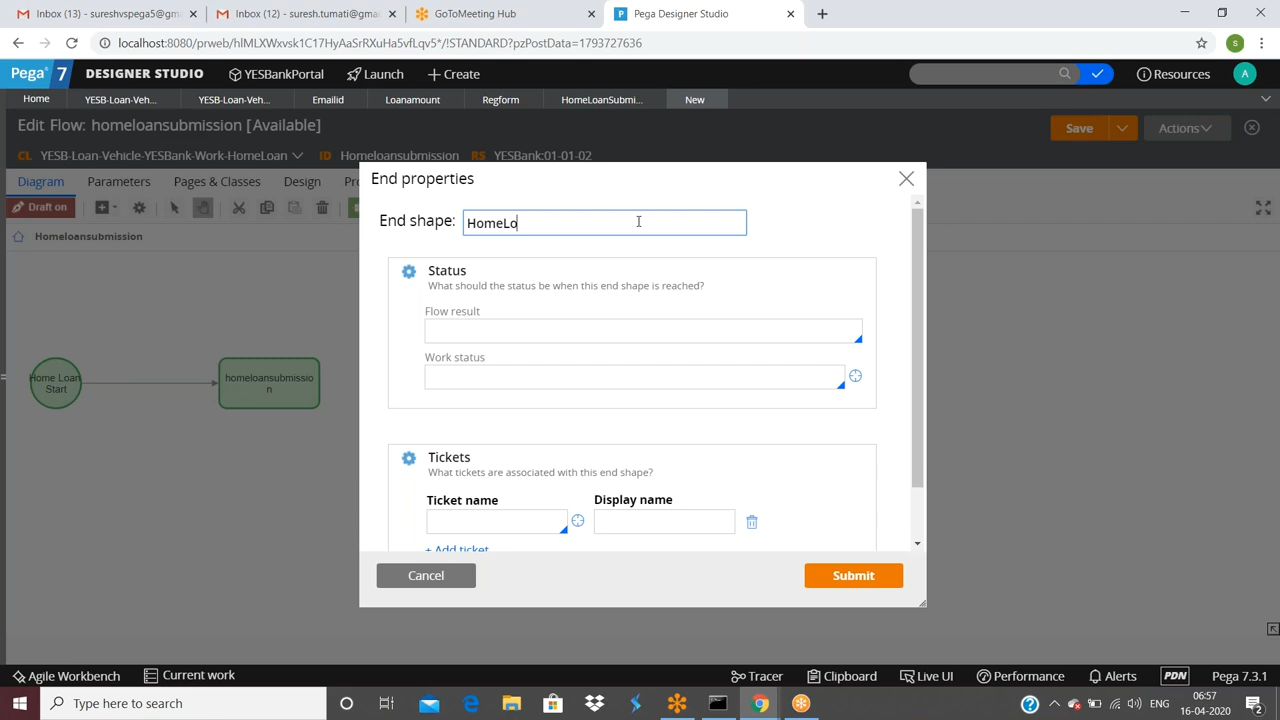 Inbox (13) - sureshvspega5@gm
Inbox (12) - suresh.tumati@gmai
GoToMeeting Hub
Pega Designer Studio
localhost:8080/prweb/hlMLXWxvsk1C17HyAaSrRXuHa5vfLqv5*/!STANDARD?pzPostData=1793727636
S
Pega 7 DESIGNER STUDIO YESBankPortal Launch Create Resources A
Home YESB-Loan-Veh... YESB-Loan-Veh... Emailid Loanamount Regform HomeLoanSubmi... New
Edit Flow: homeloansubmission [Available]
Save Actions
CL YESB-Loan-Vehicle-YESBank-Work-HomeLoan ID Homeloansubmission RS YESBank:01-01-02
Diagram Parameters Pages & Classes Design
Draft on
Homeloansubmission
Home Loan
Start
homeloansubmissio
n
End properties
End shape: HomeLo
Status
What should the status be when this end shape is reached?
Flow result
Work status
Tickets
What tickets are associated with this end shape?
Ticket name Display name
+ Add ticket
Cancel Submit
Agile Workbench Current work Tracer Clipboard Live UI Performance Alerts PDN Pega 7.3.1
Type here to search
ENG
06:57
16-04-2020
2